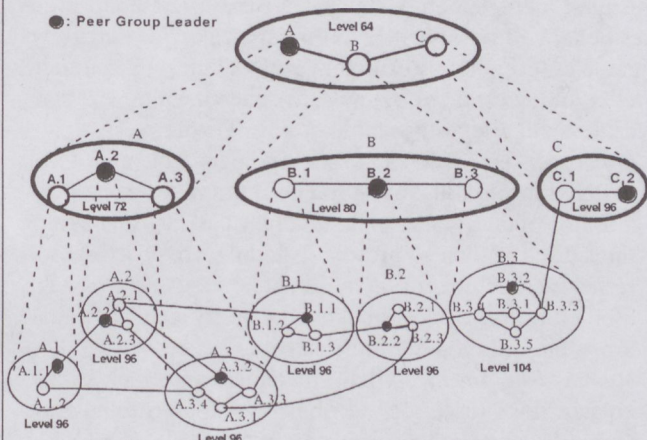 : Peer Group Leader
Level 64
A
B
C
A
B
C
A.1
A.2
A.3
Level 72
B.1
B.2
B.3
Level 80
C.1
C.2
Level 96
A.2
A.2.1
A.2.3
Level 96
B.1
B.1.1
B.1.2
B.1.3
Level 96
B.2
B.2.1
B.2.2
B.2.3
Level 96
B.3
B.3.2
B.3.4
B.3.1
B.3.3
B.3.5
Level 104
A.1
A.1.1
A.1.2
Level 96
A.3
A.3.2
A.3.4
A.3.3
A.3.1
Level 96